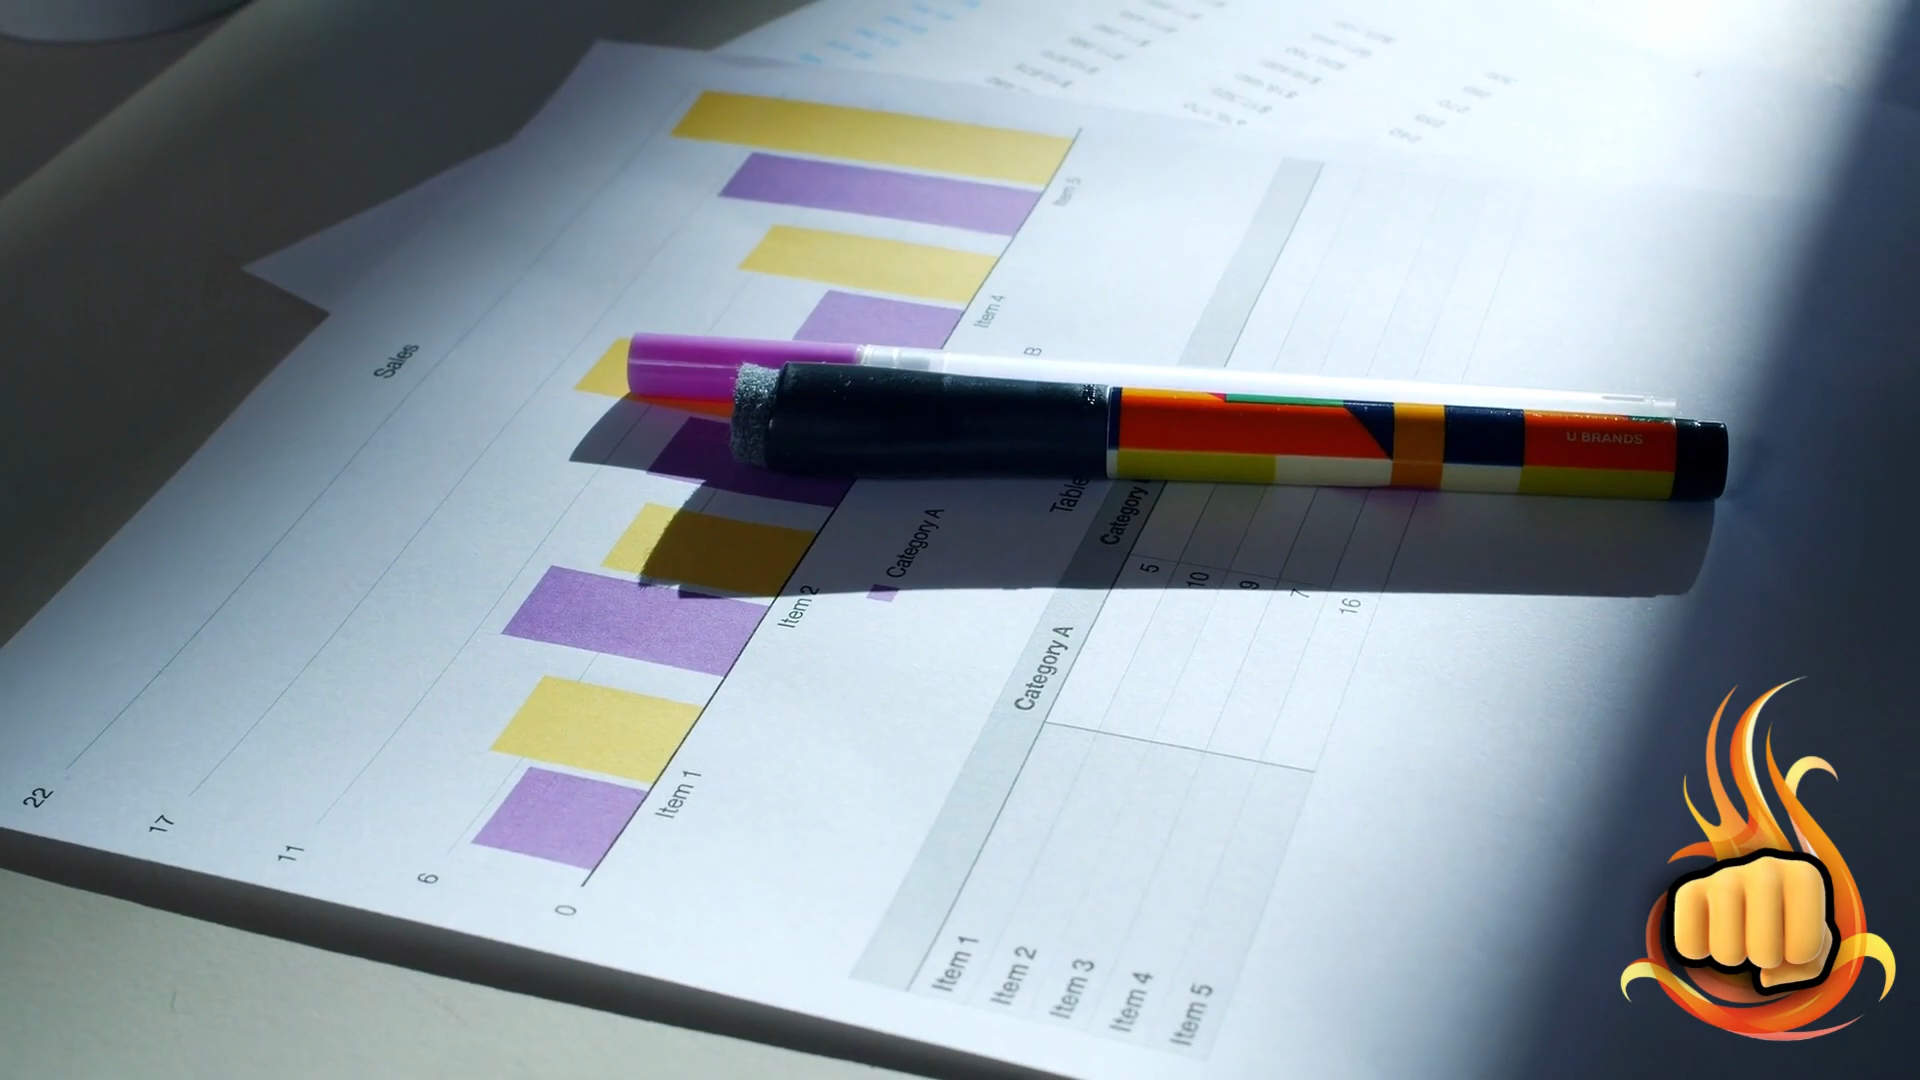 Sales
22
17
11
6
0
Item 1
Item 2
Item 4
Item 5
Category A
B
Table
Category A
Category
Item 1
5
Item 2
10
Item 3
9
Item 4
7
Item 5
16
U BRANDS